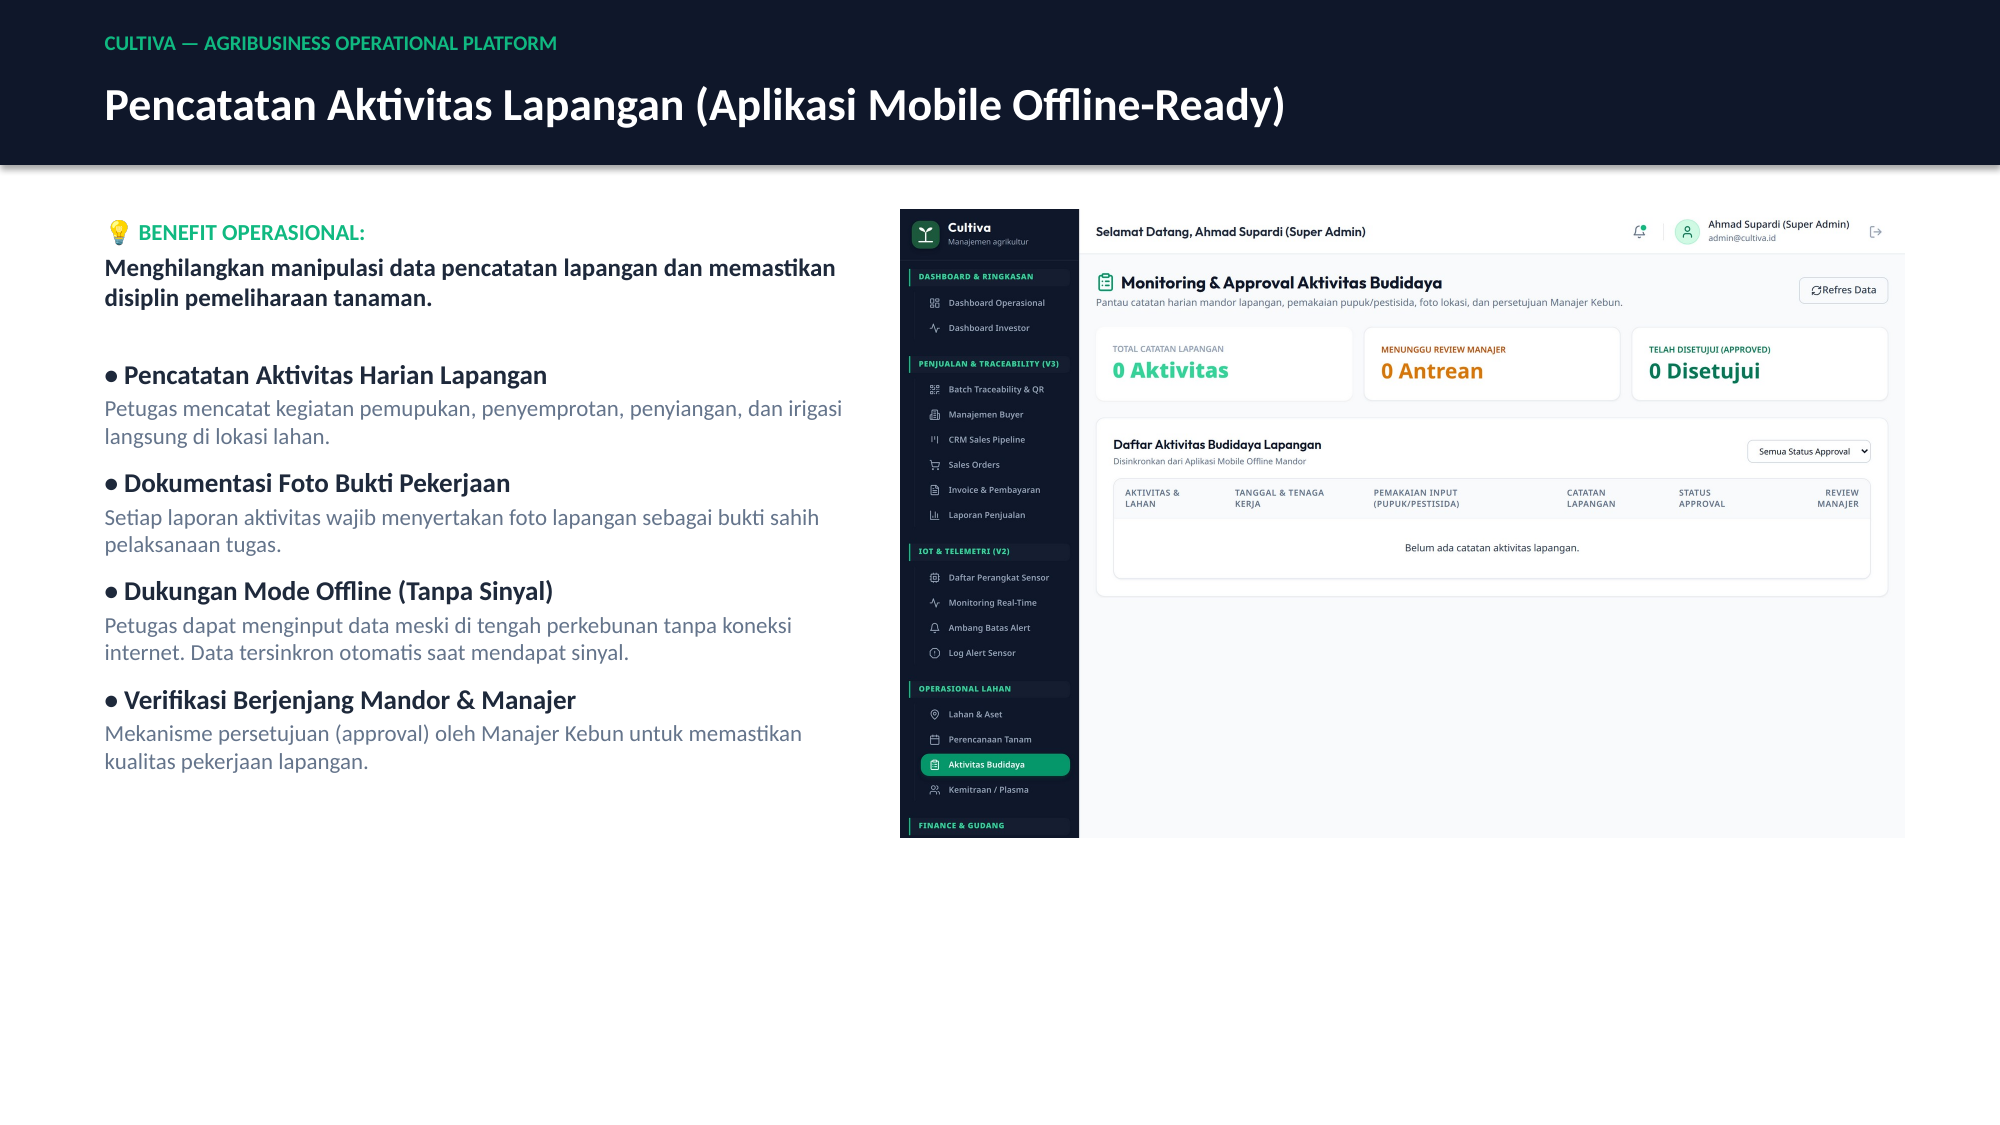 CULTIVA — AGRIBUSINESS OPERATIONAL PLATFORM
Pencatatan Aktivitas Lapangan (Aplikasi Mobile Offline-Ready)
💡 BENEFIT OPERASIONAL:
Menghilangkan manipulasi data pencatatan lapangan dan memastikan
disiplin pemeliharaan tanaman.
● Pencatatan Aktivitas Harian Lapangan
Petugas mencatat kegiatan pemupukan, penyemprotan, penyiangan, dan irigasi
langsung di lokasi lahan.
● Dokumentasi Foto Bukti Pekerjaan
Setiap laporan aktivitas wajib menyertakan foto lapangan sebagai bukti sahih
pelaksanaan tugas.
● Dukungan Mode Offline (Tanpa Sinyal)
Petugas dapat menginput data meski di tengah perkebunan tanpa koneksi
internet. Data tersinkron otomatis saat mendapat sinyal.
● Verifikasi Berjenjang Mandor & Manajer
Mekanisme persetujuan (approval) oleh Manajer Kebun untuk memastikan
kualitas pekerjaan lapangan.
Cultiva
Manajemen agrikultur
DASHBOARD & RINGKASAN
Dashboard Operasional
Dashboard Investor
PENJUALAN & TRACEABILITY (V3)
Batch Traceability & QR
Manajemen Buyer
CRM Sales Pipeline
Sales Orders
Invoice & Pembayaran
Laporan Penjualan
IOT & TELEMETRI (V2)
Daftar Perangkat Sensor
Monitoring Real-Time
Ambang Batas Alert
Log Alert Sensor
OPERASIONAL LAHAN
Lahan & Aset
Perencanaan Tanam
Aktivitas Budidaya
Kemitraan / Plasma
FINANCE & GUDANG
Selamat Datang, Ahmad Supardi (Super Admin)
Ahmad Supardi (Super Admin)
admin@cultiva.id
Monitoring & Approval Aktivitas Budidaya
Pantau catatan harian mandor lapangan, pemakaian pupuk/pestisida, foto lokasi, dan persetujuan Manajer Kebun.
Refres Data
TOTAL CATATAN LAPANGAN
0 Aktivitas
MENUNGGU REVIEW MANAJER
0 Antrean
TELAH DISETUJUI (APPROVED)
0 Disetujui
Daftar Aktivitas Budidaya Lapangan
Disinkronkan dari Aplikasi Mobile Offline Mandor
Semua Status Approval
AKTIVITAS &
LAHAN
TANGGAL & TENAGA
KERJA
PEMAKAIAN INPUT
(PUPUK/PESTISIDA)
CATATAN
LAPANGAN
STATUS
APPROVAL
REVIEW
MANAJER
Belum ada catatan aktivitas lapangan.